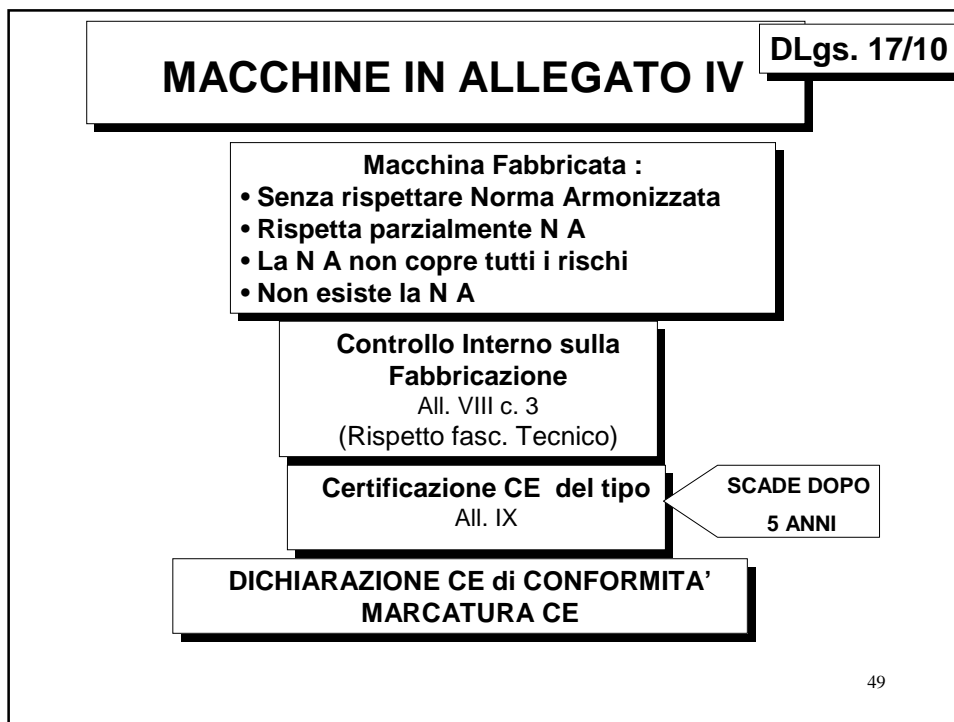 DLgs. 17/10
MACCHINE IN ALLEGATO IV
Macchina Fabbricata :
• Senza rispettare Norma Armonizzata
• Rispetta parzialmente N A
• La N A non copre tutti i rischi
• Non esiste la N A
Controllo Interno sulla
Fabbricazione
All. VIII c. 3
(Rispetto fasc. Tecnico)
Certificazione CE del tipo
All. IX
SCADE DOPO
5 ANNI
DICHIARAZIONE CE di CONFORMITA’
MARCATURA CE
49